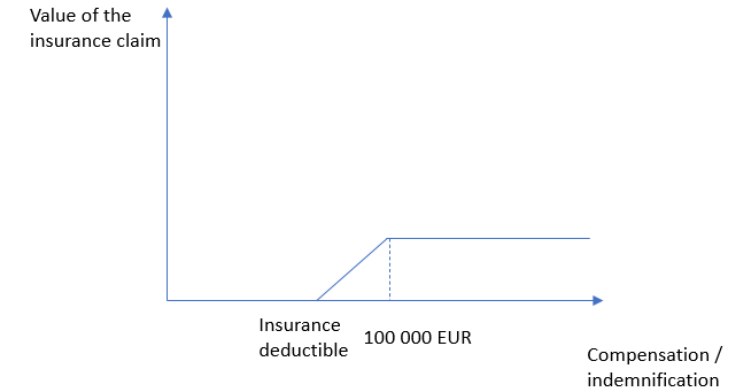 Value of the
insurance claim
Insurance
deductible
100 000 EUR
Compensation /
indemnification